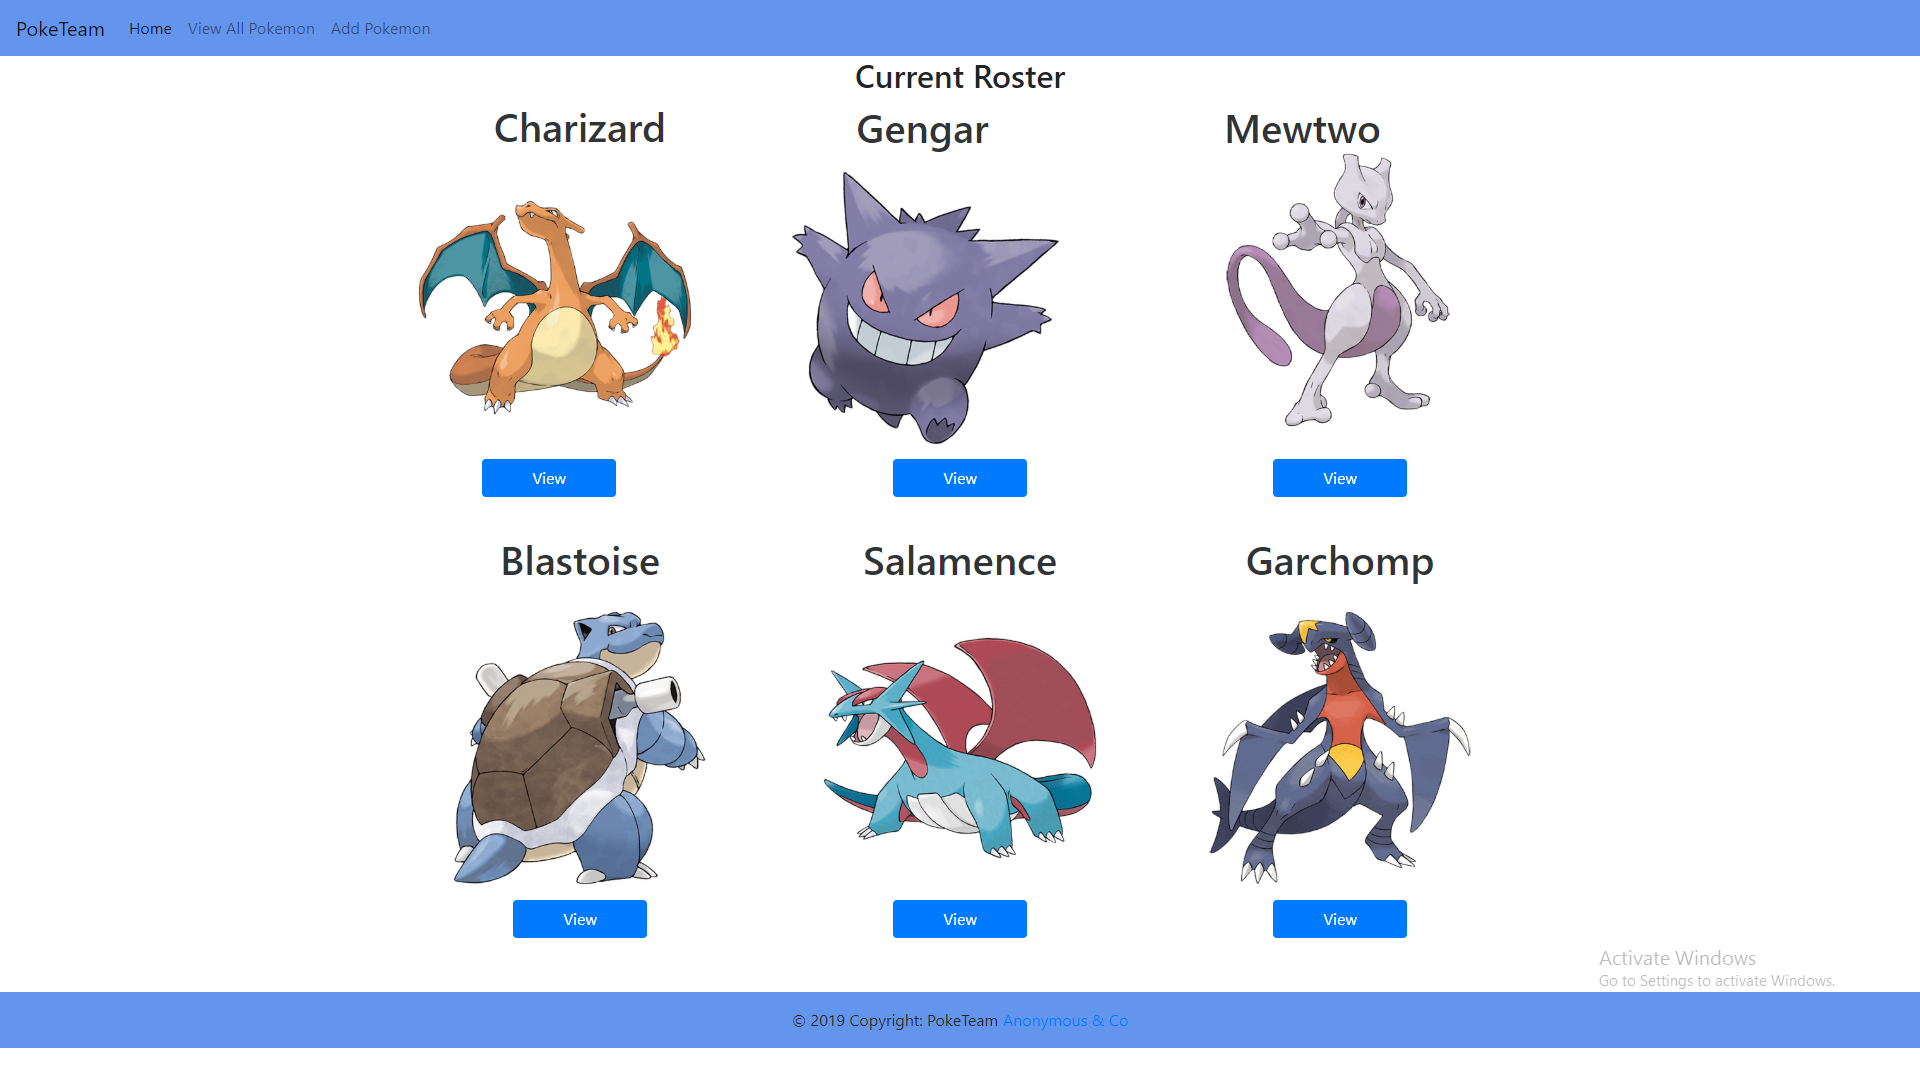 PokeTeam Home View All Pokemon Add Pokemon
Current Roster
Charizard Gengar Mewtwo
View View View
Blastoise Salamence Garchomp
View View View
Activate Windows
Go to Settings to activate Windows.
© 2019 Copyright: PokeTeam Anonymous & Co